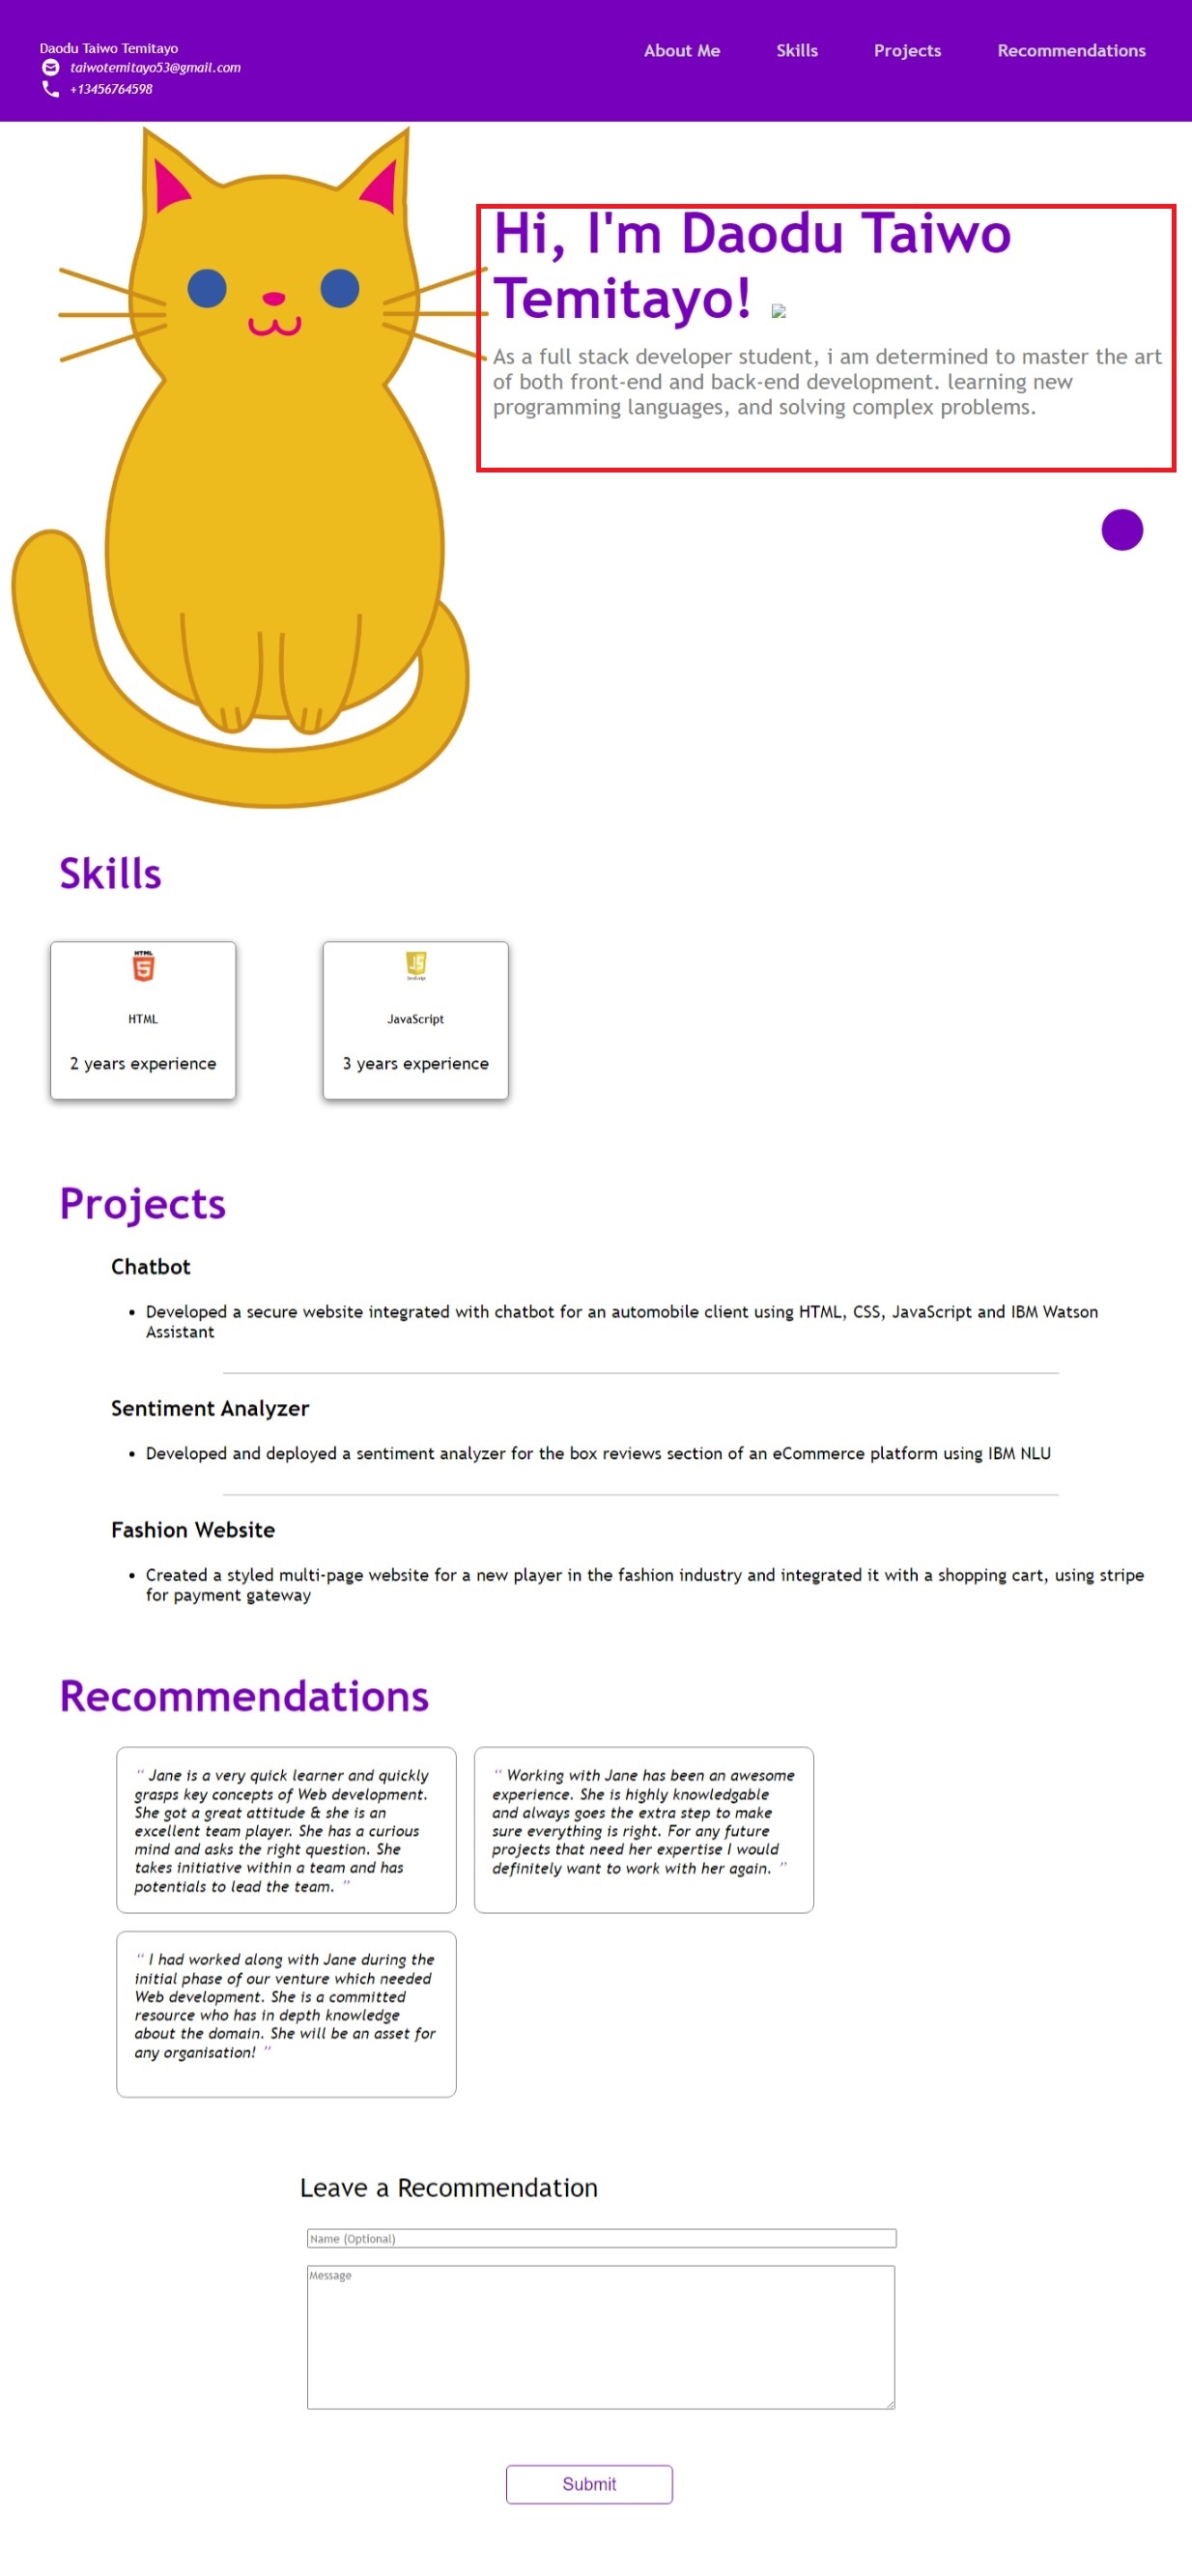 Daodu Taiwo Temitayo
taiwotemitayo53@gmail.com
+13456764598
About Me
Skills
Projects
Recommendations
Hi, I'm Daodu Taiwo
Temitayo!
As a full stack developer student, i am determined to master the art
of both front-end and back-end development. learning new
programming languages, and solving complex problems.
Skills
HTML
5
HTML
2 years experience
JS
JavaScript
JavaScript
3 years experience
Projects
Chatbot
• Developed a secure website integrated with chatbot for an automobile client using HTML, CSS, JavaScript and IBM Watson
Assistant
Sentiment Analyzer
• Developed and deployed a sentiment analyzer for the box reviews section of an eCommerce platform using IBM NLU
Fashion Website
• Created a styled multi-page website for a new player in the fashion industry and integrated it with a shopping cart, using stripe
for payment gateway
Recommendations
“ Jane is a very quick learner and quickly
grasps key concepts of Web development.
She got a great attitude & she is an
excellent team player. She has a curious
mind and asks the right question. She
takes initiative within a team and has
potentials to lead the team. ”
“ Working with Jane has been an awesome
experience. She is highly knowledgable
and always goes the extra step to make
sure everything is right. For any future
projects that need her expertise I would
definitely want to work with her again. ”
“ I had worked along with Jane during the
initial phase of our venture which needed
Web development. She is a committed
resource who has in depth knowledge
about the domain. She will be an asset for
any organisation! ”
Leave a Recommendation
Name (Optional)
Message
Submit